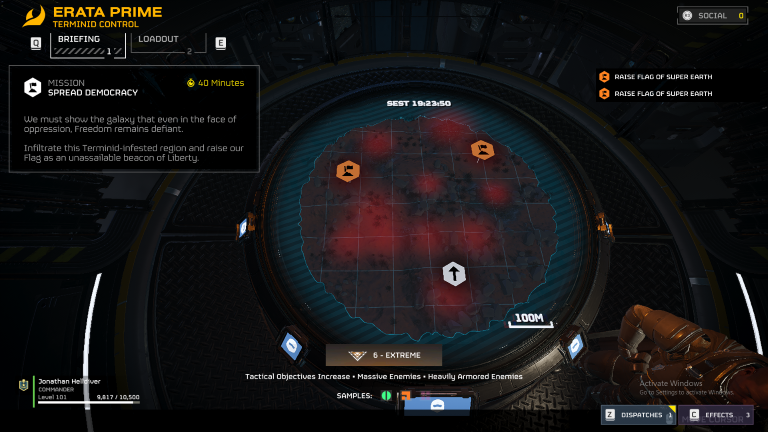 ERATA PRIME
TERMINID CONTROL
SOCIAL 0
Q
BRIEFING
1
LOADOUT
2
E
MISSION
SPREAD DEMOCRACY
40 Minutes
We must show the galaxy that even in the face of
oppression, Freedom remains defiant.
Infiltrate this Terminid-infested region and raise our
Flag as an unassailable beacon of Liberty.
RAISE FLAG OF SUPER EARTH
RAISE FLAG OF SUPER EARTH
SEST 19:23:50
100M
6 - EXTREME
Tactical Objectives Increase • Massive Enemies • Heavily Armored Enemies
SAMPLES:
Jonathan Helldiver
COMMANDER
Level 101
9,817 / 10,500
Activate Windows
Go to Settings to activate Windows.
Z DISPATCHES 1
C EFFECTS 3
MOVE CURSOR